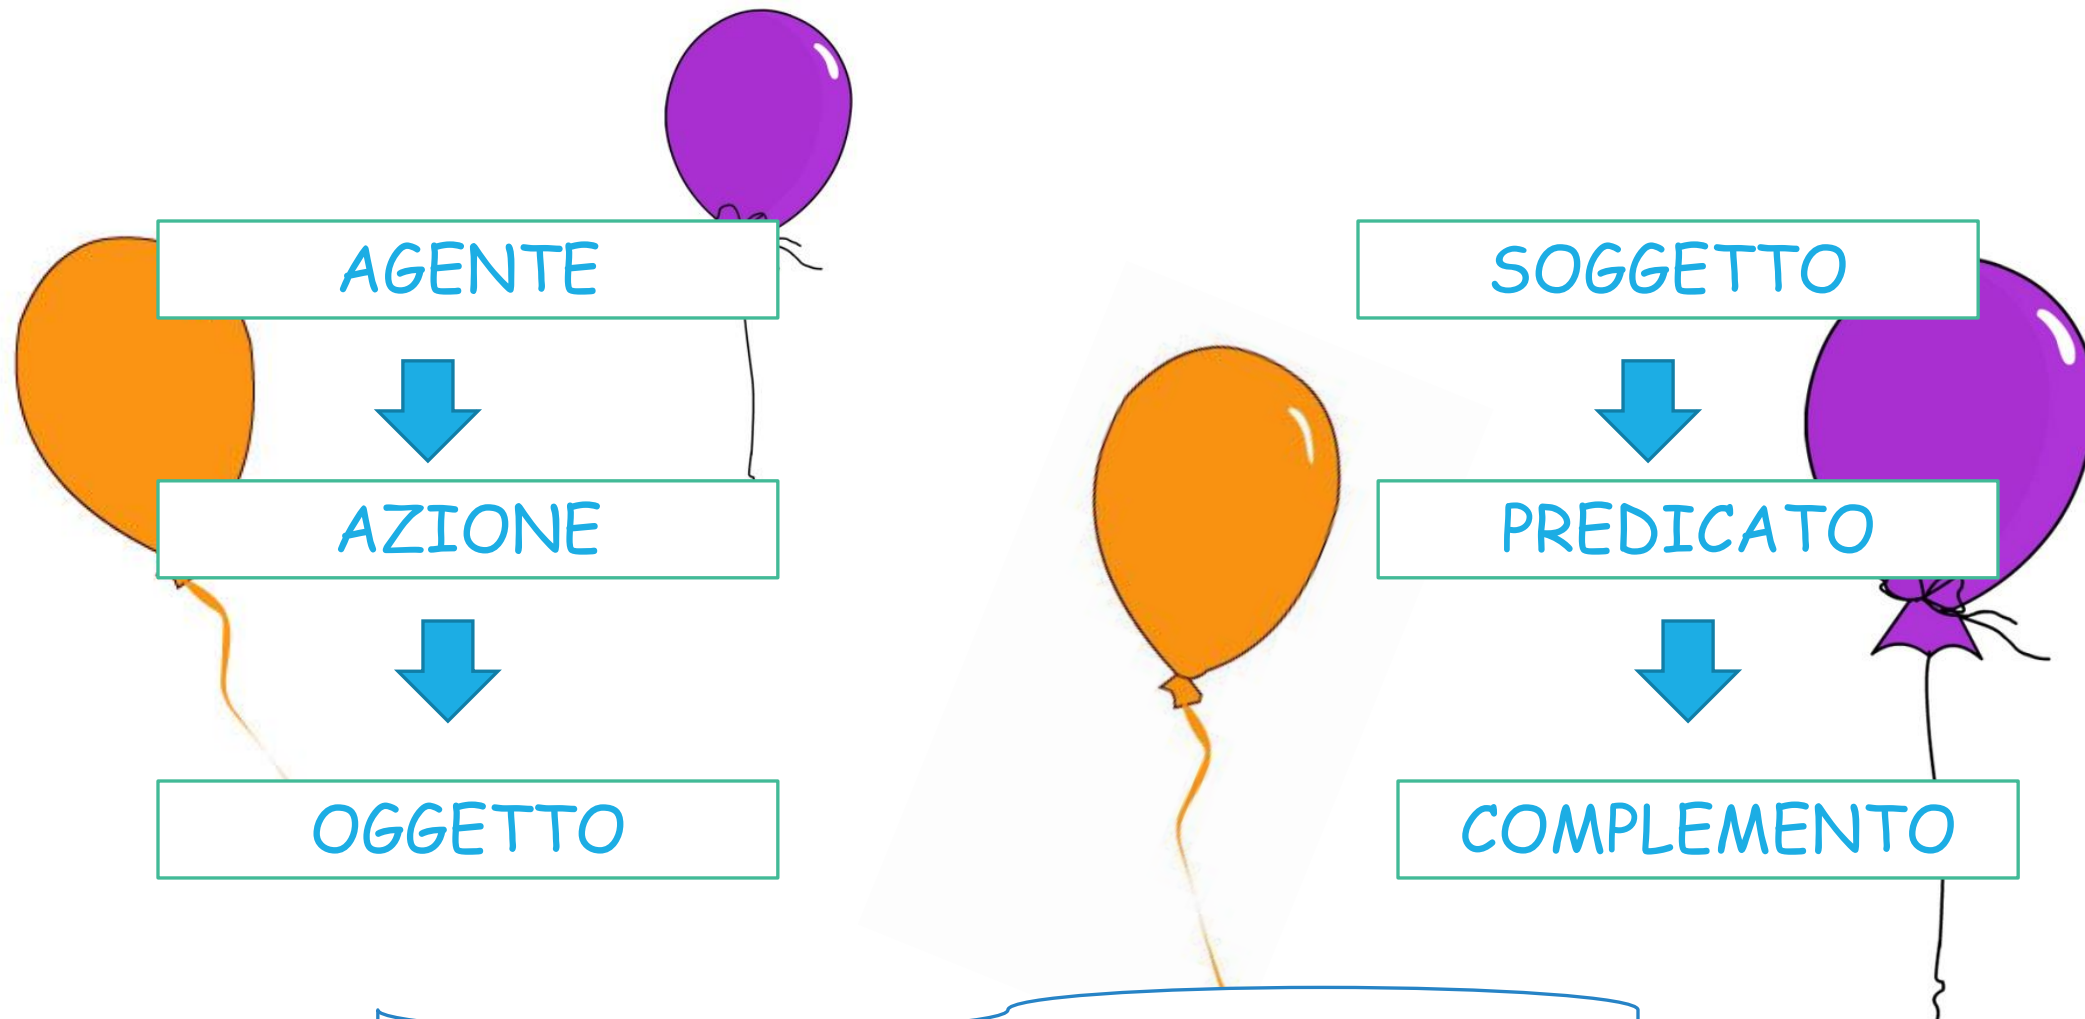 AGENTE
AZIONE
OGGETTO
SOGGETTO
PREDICATO
COMPLEMENTO